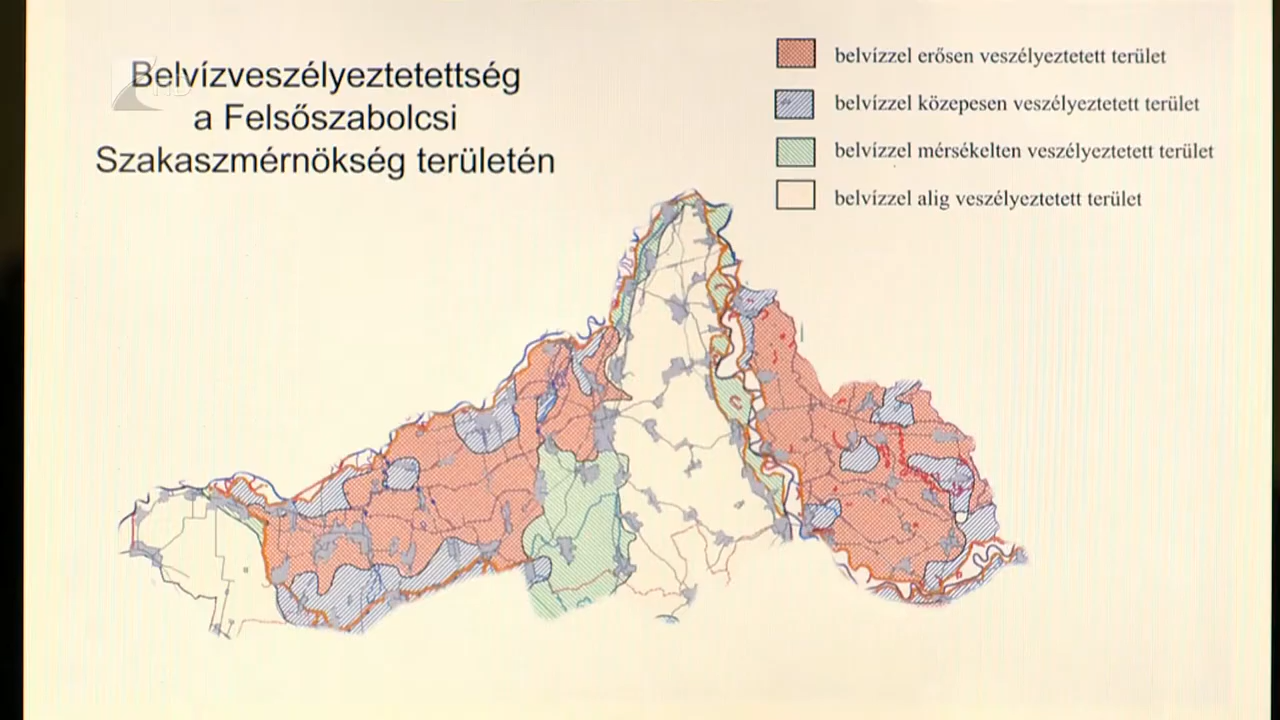 Belvízveszélyeztetettség
a Felsőszabolcsi
Szakaszmérnökség területén
belvízzel erősen veszélyeztetett terület
belvízzel közepesen veszélyeztetett terület
belvízzel mérsékelten veszélyeztetett terület
belvízzel alig veszélyeztetett terület
HD